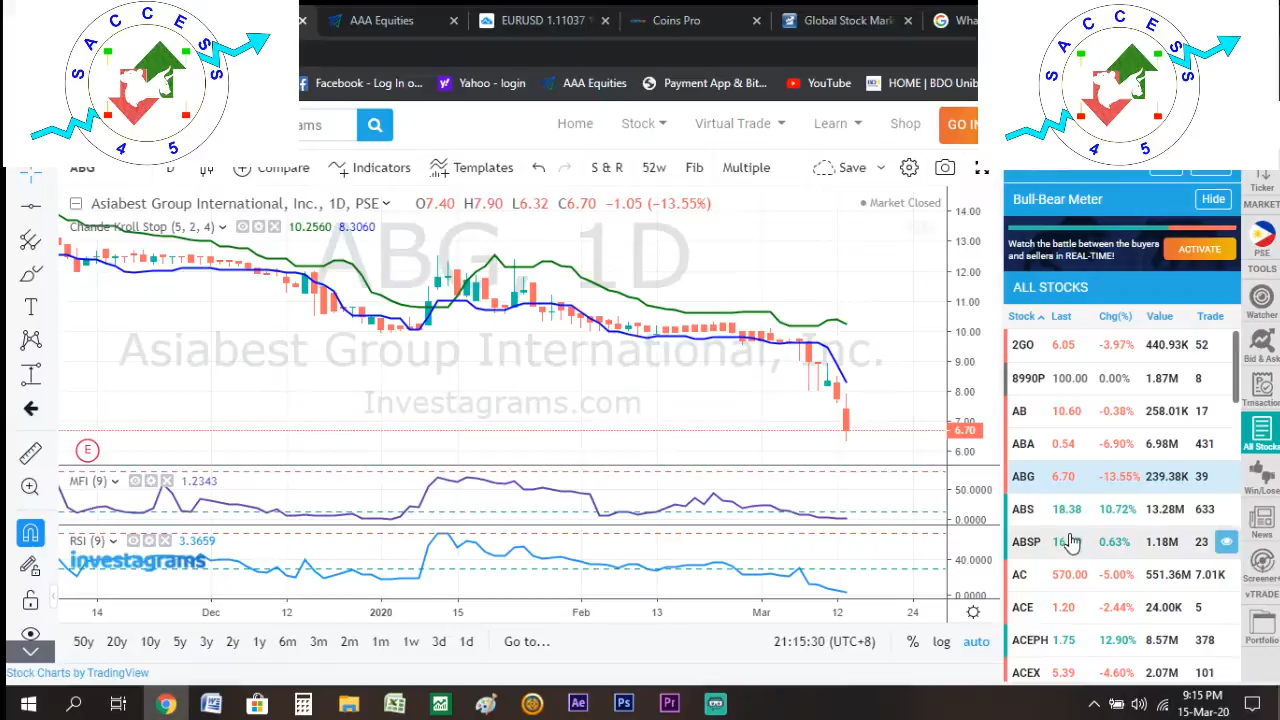 SACCESS
45
AAA Equities
EURUSD 1.11037
Coins Pro
Global Stock Mark
Wha
SACCESS
45
Facebook - Log In o...
Yahoo - login
AAA Equities
Payment App & Bit...
YouTube
BDO
HOME | BDO Unib
ams
Home
Stock
Virtual Trade
Learn
Shop
GO
ABG
D
Compare
Indicators
Templates
S & R
52w
Fib
Multiple
Save
Asiabest Group International, Inc., 1D, PSE
O7.40 H7.90 L6.32 C6.70 −1.05 (−13.55%)
Market Closed
Chande Kroll Stop (5, 2, 4)
10.2560
8.3060
ABG, 1D
Asiabest Group International, Inc.
Investagrams.com
14.00
13.00
12.00
11.00
10.00
9.00
8.00
7.00
6.70
6.00
E
MFI (9)
1.2343
50.0000
0.0000
RSI (9)
3.3659
investagrams
40.0000
0.0000
14
Dec
12
2020
15
Feb
13
Mar
12
24
50y
20y
10y
5y
3y
2y
1y
6m
3m
2m
1m
1w
3d
1d
Go to...
21:15:30 (UTC+8)
%
log
auto
Stock Charts by TradingView
Bull-Bear Meter
Hide
Watch the battle between the buyers
and sellers in REAL-TIME!
ACTIVATE
ALL STOCKS
Stock Last Chg(%) Value Trade
2GO 6.05 -3.97% 440.93K 52
8990P 100.00 0.00% 1.87M 8
AB 10.60 -0.38% 258.01K 17
ABA 0.54 -6.90% 6.98M 431
ABG 6.70 -13.55% 239.38K 39
ABS 18.38 10.72% 13.28M 633
ABSP 0.63% 1.18M 23
AC 570.00 -5.00% 551.36M 7.01K
ACE 1.20 -2.44% 24.00K 5
ACEPH 1.75 12.90% 8.57M 378
ACEX 5.39 -4.60% 2.07M 101
Ticker
MARKET
PSE
TOOLS
Watcher
Bid & Ask
Trnsaction
All Stocks
Win/Lose
News
Screener
vTRADE
Portfolio
Ae
Ps
Pr
9:15 PM
15-Mar-20